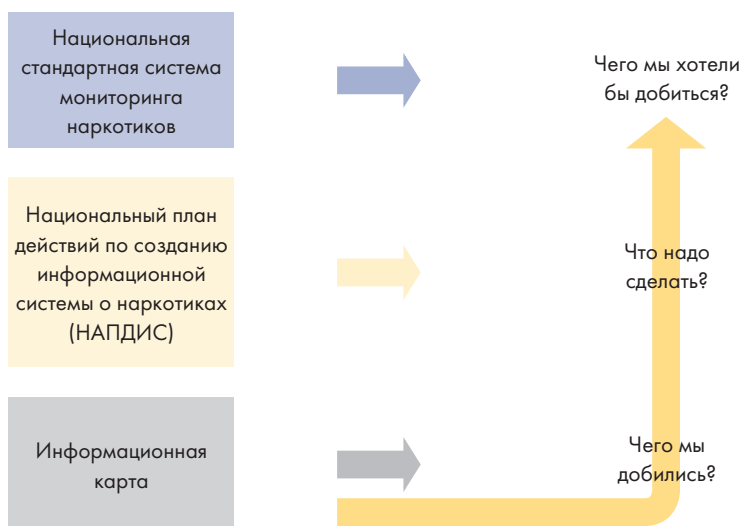 Национальная
стандартная система
мониторинга
наркотиков
Чего мы хотели
бы добиться?
Национальный план
действий по созданию
информационной
системы о наркотиках
(НАПДИС)
Что надо
сделать?
Информационная
карта
Чего мы
добились?